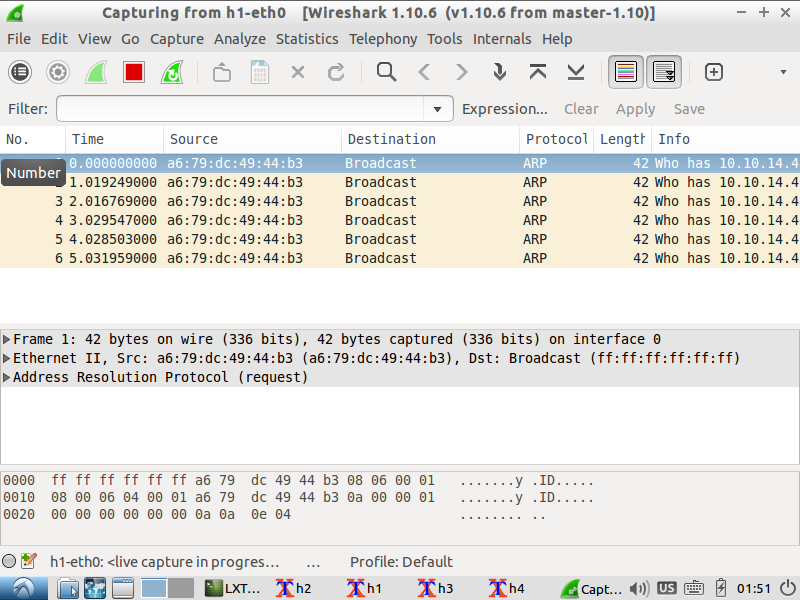 Capturing from h1-eth0 [Wireshark 1.10.6 (v1.10.6 from master-1.10)]
File Edit View Go Capture Analyze Statistics Telephony Tools Internals Help
Filter: Expression... Clear Apply Save
No. Time Source Destination Protocol Length Info
0.000000000 a6:79:dc:49:44:b3 Broadcast ARP 42 Who has 10.10.14.4
Number
1.019249000 a6:79:dc:49:44:b3 Broadcast ARP 42 Who has 10.10.14.4
3 2.016769000 a6:79:dc:49:44:b3 Broadcast ARP 42 Who has 10.10.14.4
4 3.029547000 a6:79:dc:49:44:b3 Broadcast ARP 42 Who has 10.10.14.4
5 4.028503000 a6:79:dc:49:44:b3 Broadcast ARP 42 Who has 10.10.14.4
6 5.031959000 a6:79:dc:49:44:b3 Broadcast ARP 42 Who has 10.10.14.4
Frame 1: 42 bytes on wire (336 bits), 42 bytes captured (336 bits) on interface 0
Ethernet II, Src: a6:79:dc:49:44:b3 (a6:79:dc:49:44:b3), Dst: Broadcast (ff:ff:ff:ff:ff:ff)
Address Resolution Protocol (request)
0000 ff ff ff ff ff ff a6 79 dc 49 44 b3 08 06 00 01 .......y .ID.....
0010 08 00 06 04 00 01 a6 79 dc 49 44 b3 0a 00 00 01 .......y .ID.....
0020 00 00 00 00 00 00 0a 0a 0e 04 ........ ..
h1-eth0: <live capture in progres... ... Profile: Default
LXT... h2 h1 h3 h4 Capt... US 01:51